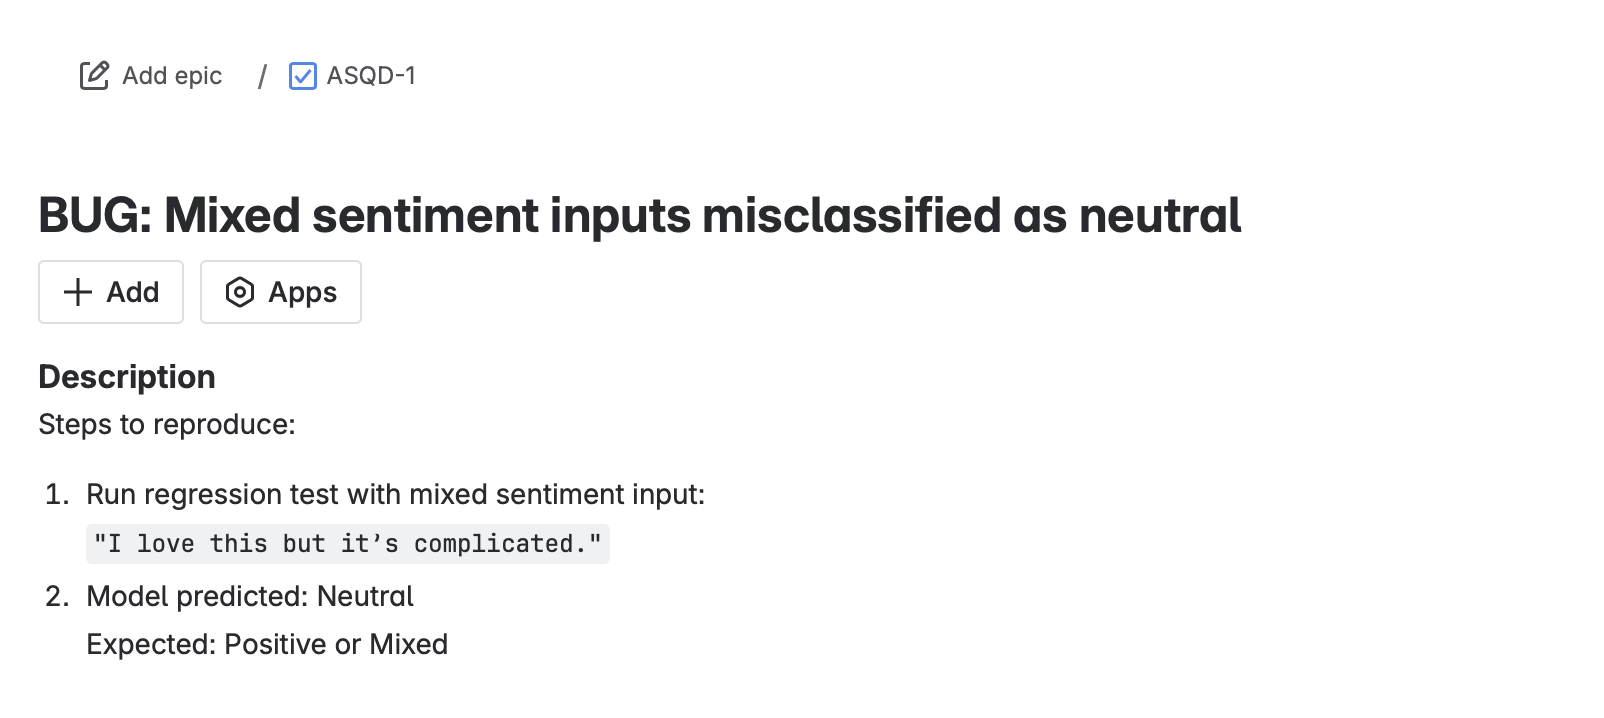 Add epic / ASQD-1
BUG: Mixed sentiment inputs misclassified as neutral
Add Apps
Description
Steps to reproduce:
1. Run regression test with mixed sentiment input:
"I love this but it’s complicated."
2. Model predicted: Neutral
Expected: Positive or Mixed